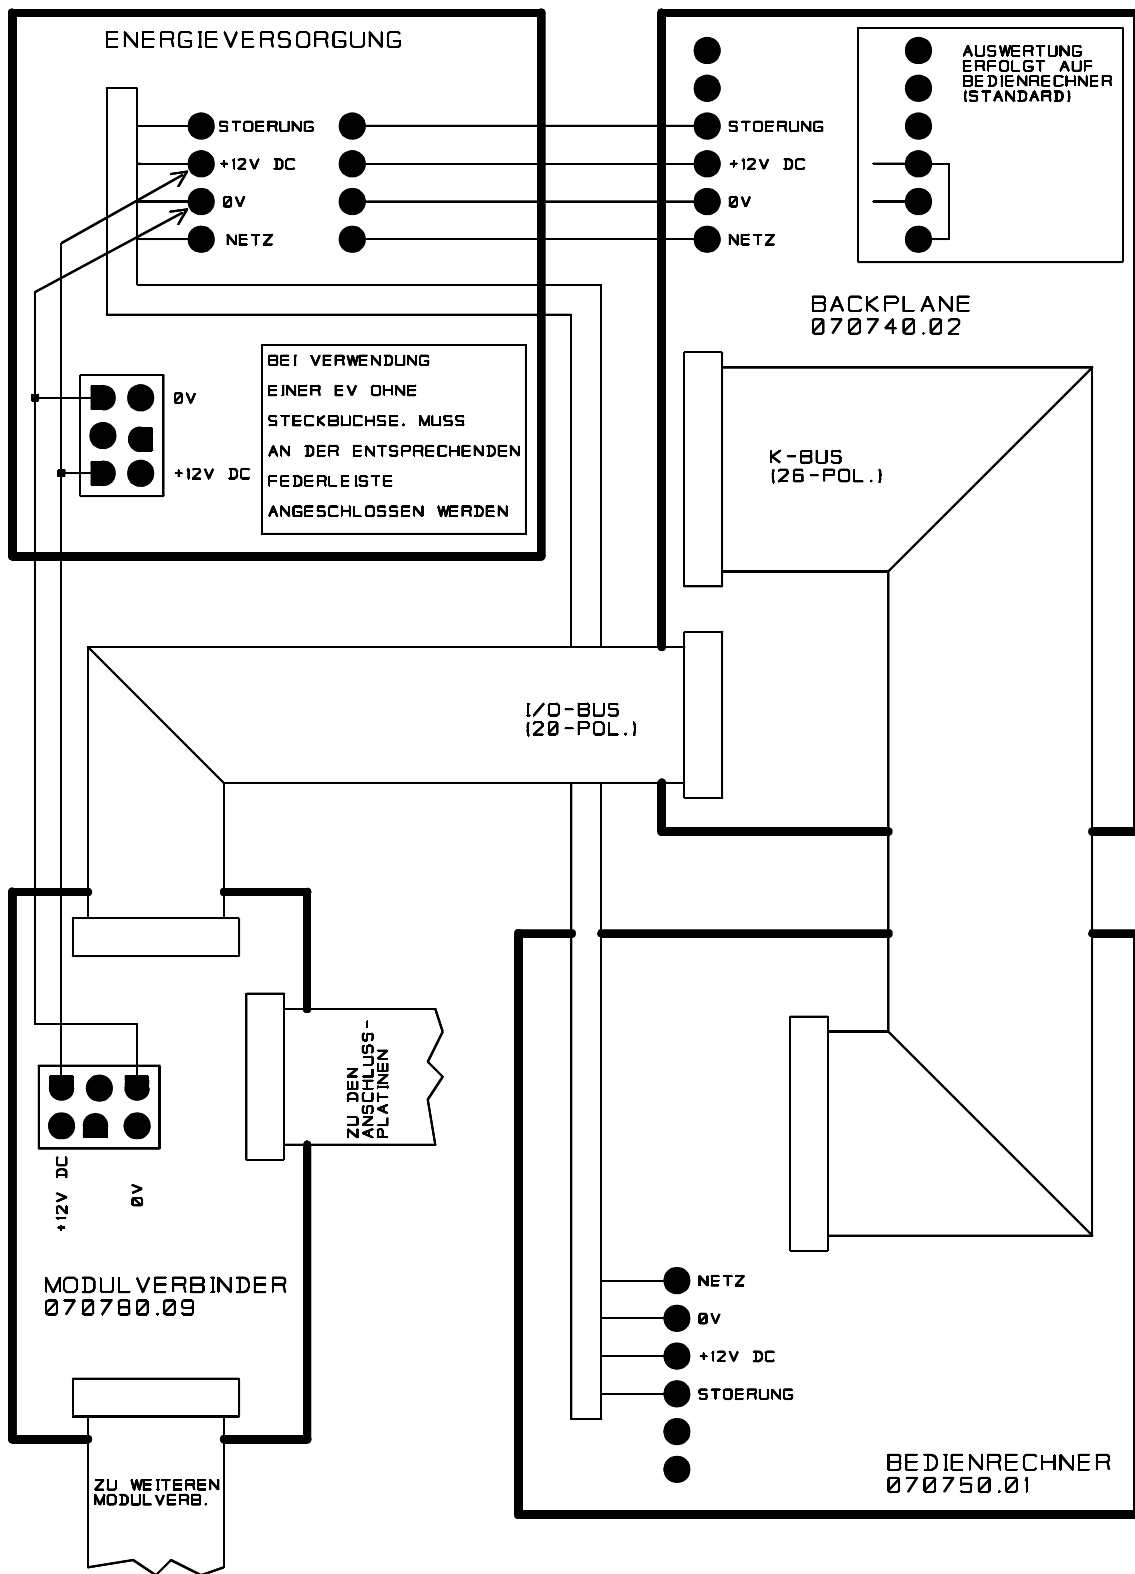 ENERGIEVERSORGUNG
STOERUNG
+12V DC
0V
NETZ
0V
+12V DC
BEI VERWENDUNG
EINER EV OHNE
STECKBUCHSE. MUSS
AN DER ENTSPRECHENDEN
FEDERLEISTE
ANGESCHLOSSEN WERDEN
STOERUNG
+12V DC
0V
NETZ
AUSWERTUNG
ERFOLGT AUF
BEDIENRECHNER
(STANDARD)
BACKPLANE
070740.02
K-BUS
(26-POL.)
I/O-BUS
(20-POL.)
ZU DEN
ANSCHLUSS-
PLATINEN
+12V DC
0V
MODULVERBINDER
070780.09
ZU WEITEREN
MODULVERB.
NETZ
0V
+12V DC
STOERUNG
BEDIENRECHNER
070750.01